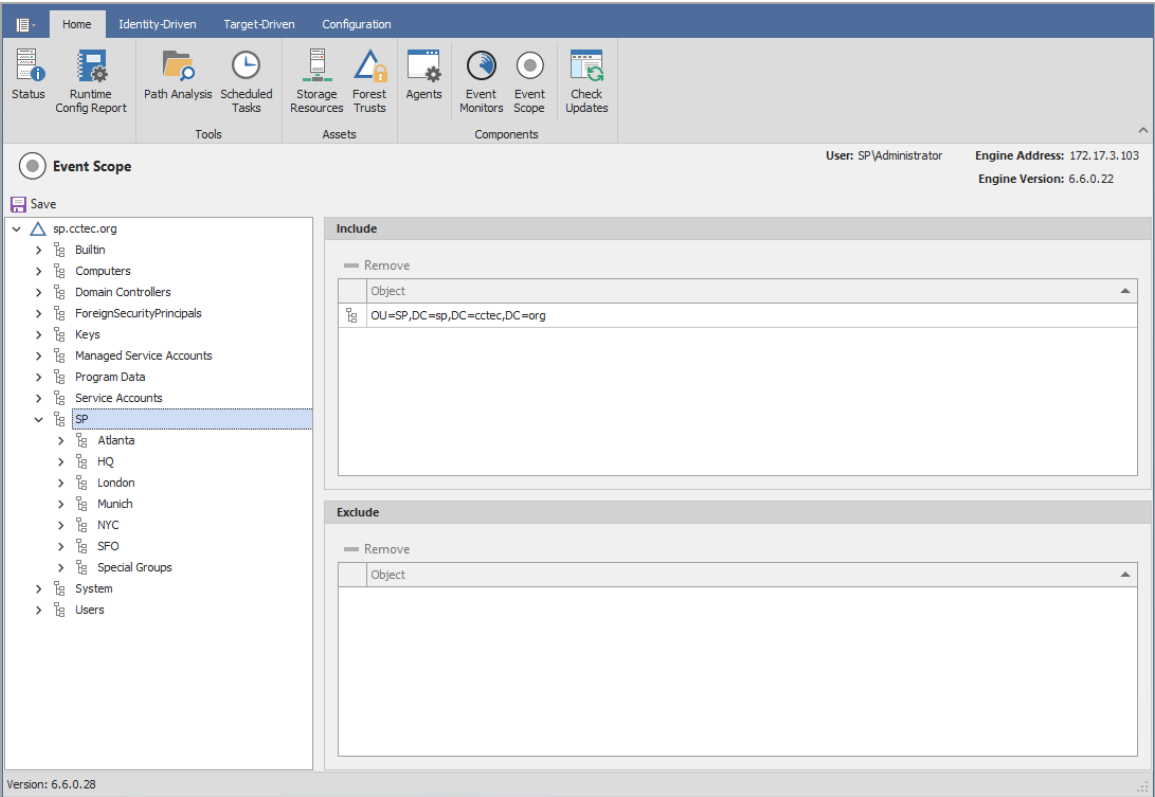 Home Identity-Driven Target-Driven Configuration
Status Runtime Config Report Path Analysis Scheduled Tasks Storage Resources Forest Trusts Agents Event Monitors Event Scope Check Updates
Tools Assets Components
Event Scope
User: SP\Administrator Engine Address: 172.17.3.103
Engine Version: 6.6.0.22
Save
sp.cctec.org
Builtin
Computers
Domain Controllers
ForeignSecurityPrincipals
Keys
Managed Service Accounts
Program Data
Service Accounts
SP
Atlanta
HQ
London
Munich
NYC
SFO
Special Groups
System
Users
Include
Remove
Object
OU=SP,DC=sp,DC=cctec,DC=org
Exclude
Remove
Object
Version: 6.6.0.28